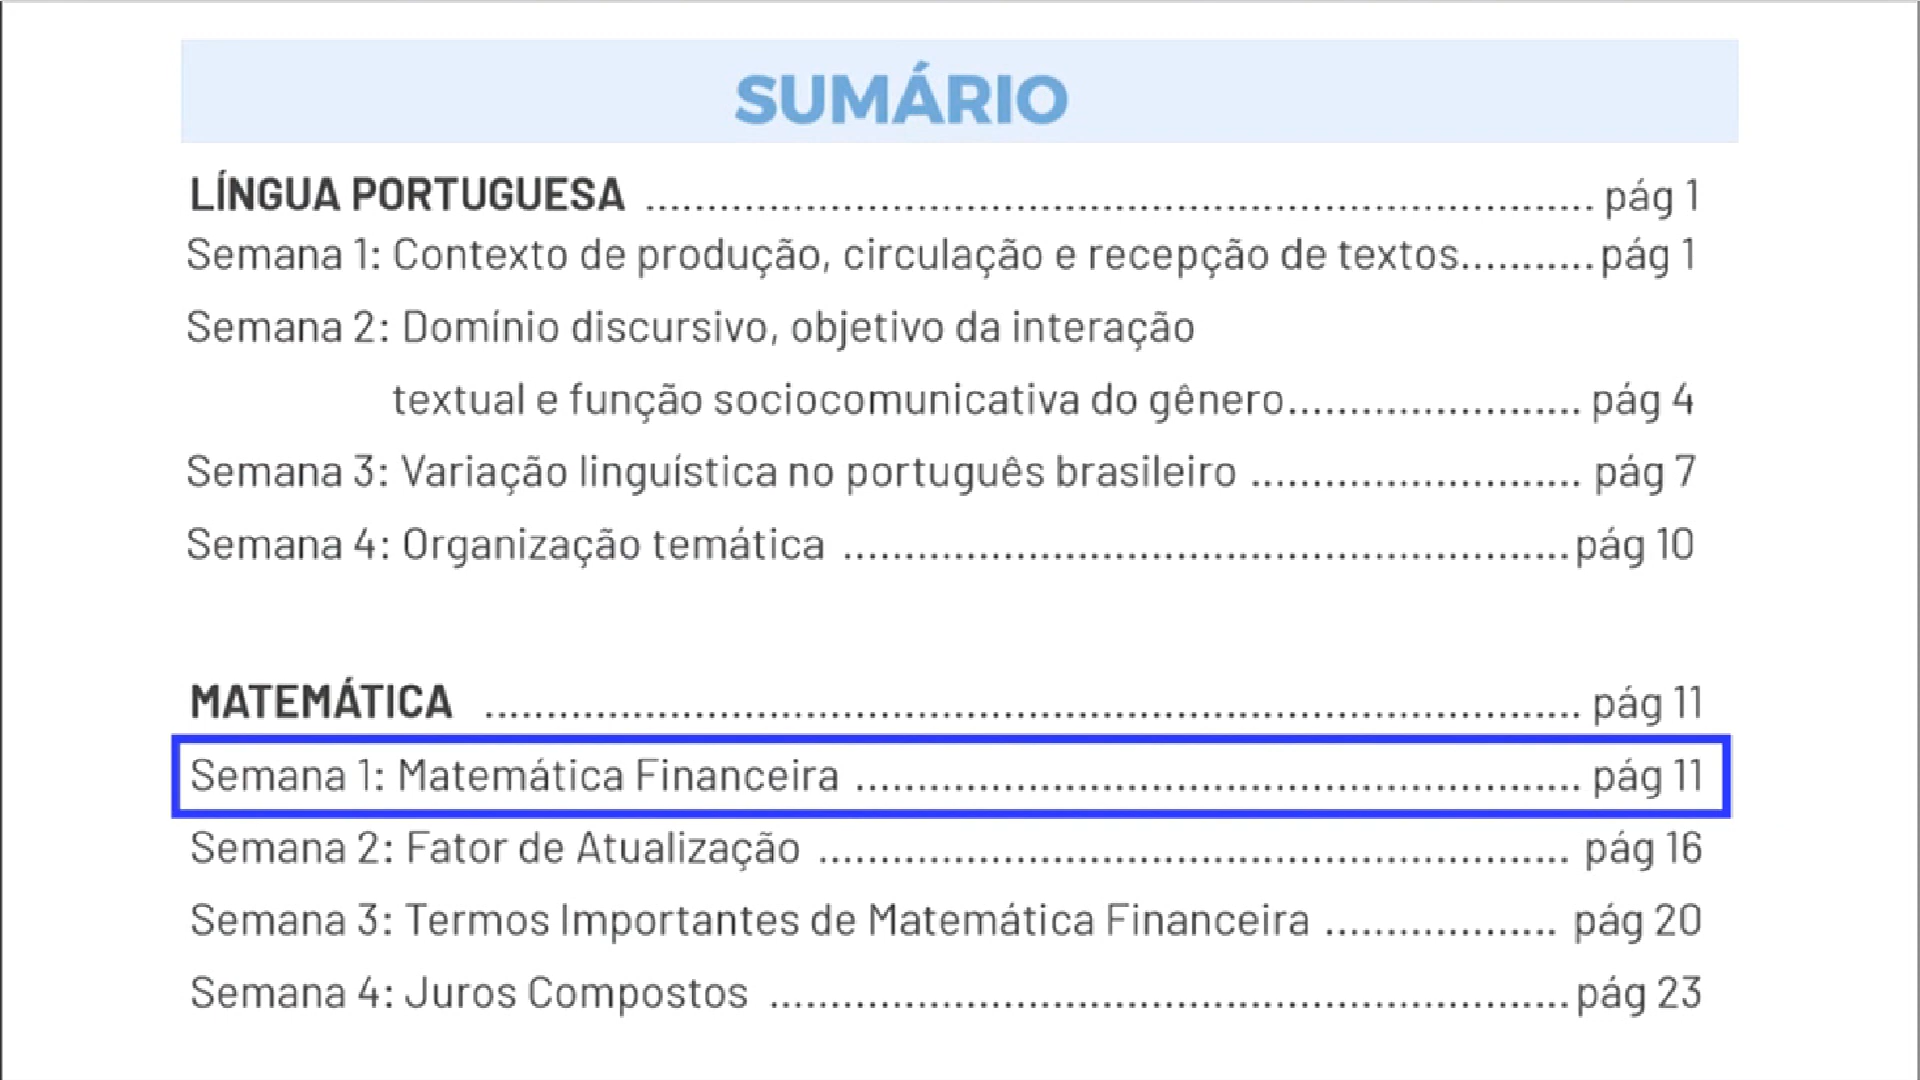 SUMÁRIO
LÍNGUA PORTUGUESA ............................................................................ pág 1
Semana 1: Contexto de produção, circulação e recepção de textos...........pág 1
Semana 2: Domínio discursivo, objetivo da interação
textual e função sociocomunicativa do gênero........................ pág 4
Semana 3: Variação linguística no português brasileiro ........................... pág 7
Semana 4: Organização temática ...........................................................pág 10
MATEMÁTICA ......................................................................................... pág 11
Semana 1: Matemática Financeira ........................................................... pág 11
Semana 2: Fator de Atualização ............................................................. pág 16
Semana 3: Termos Importantes de Matemática Financeira ................... pág 20
Semana 4: Juros Compostos .................................................................pág 23